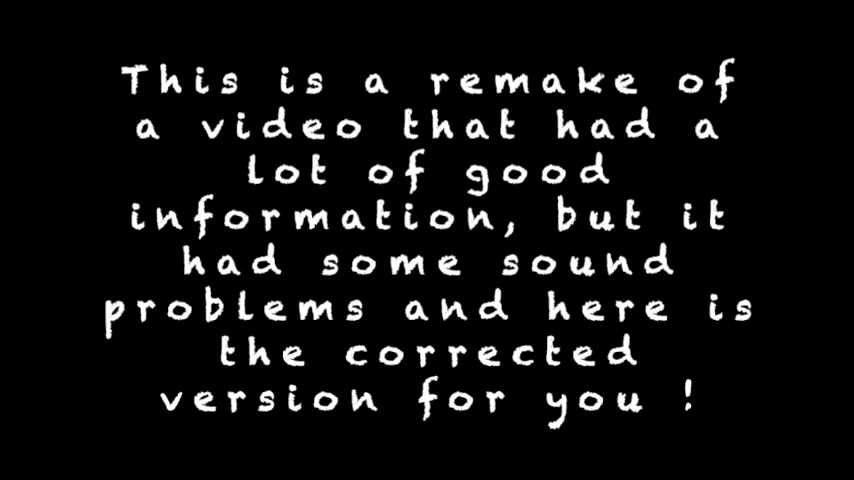 This is a remake of
a video that had a
lot of good
information, but it
had some sound
problems and here is
the corrected
version for you !